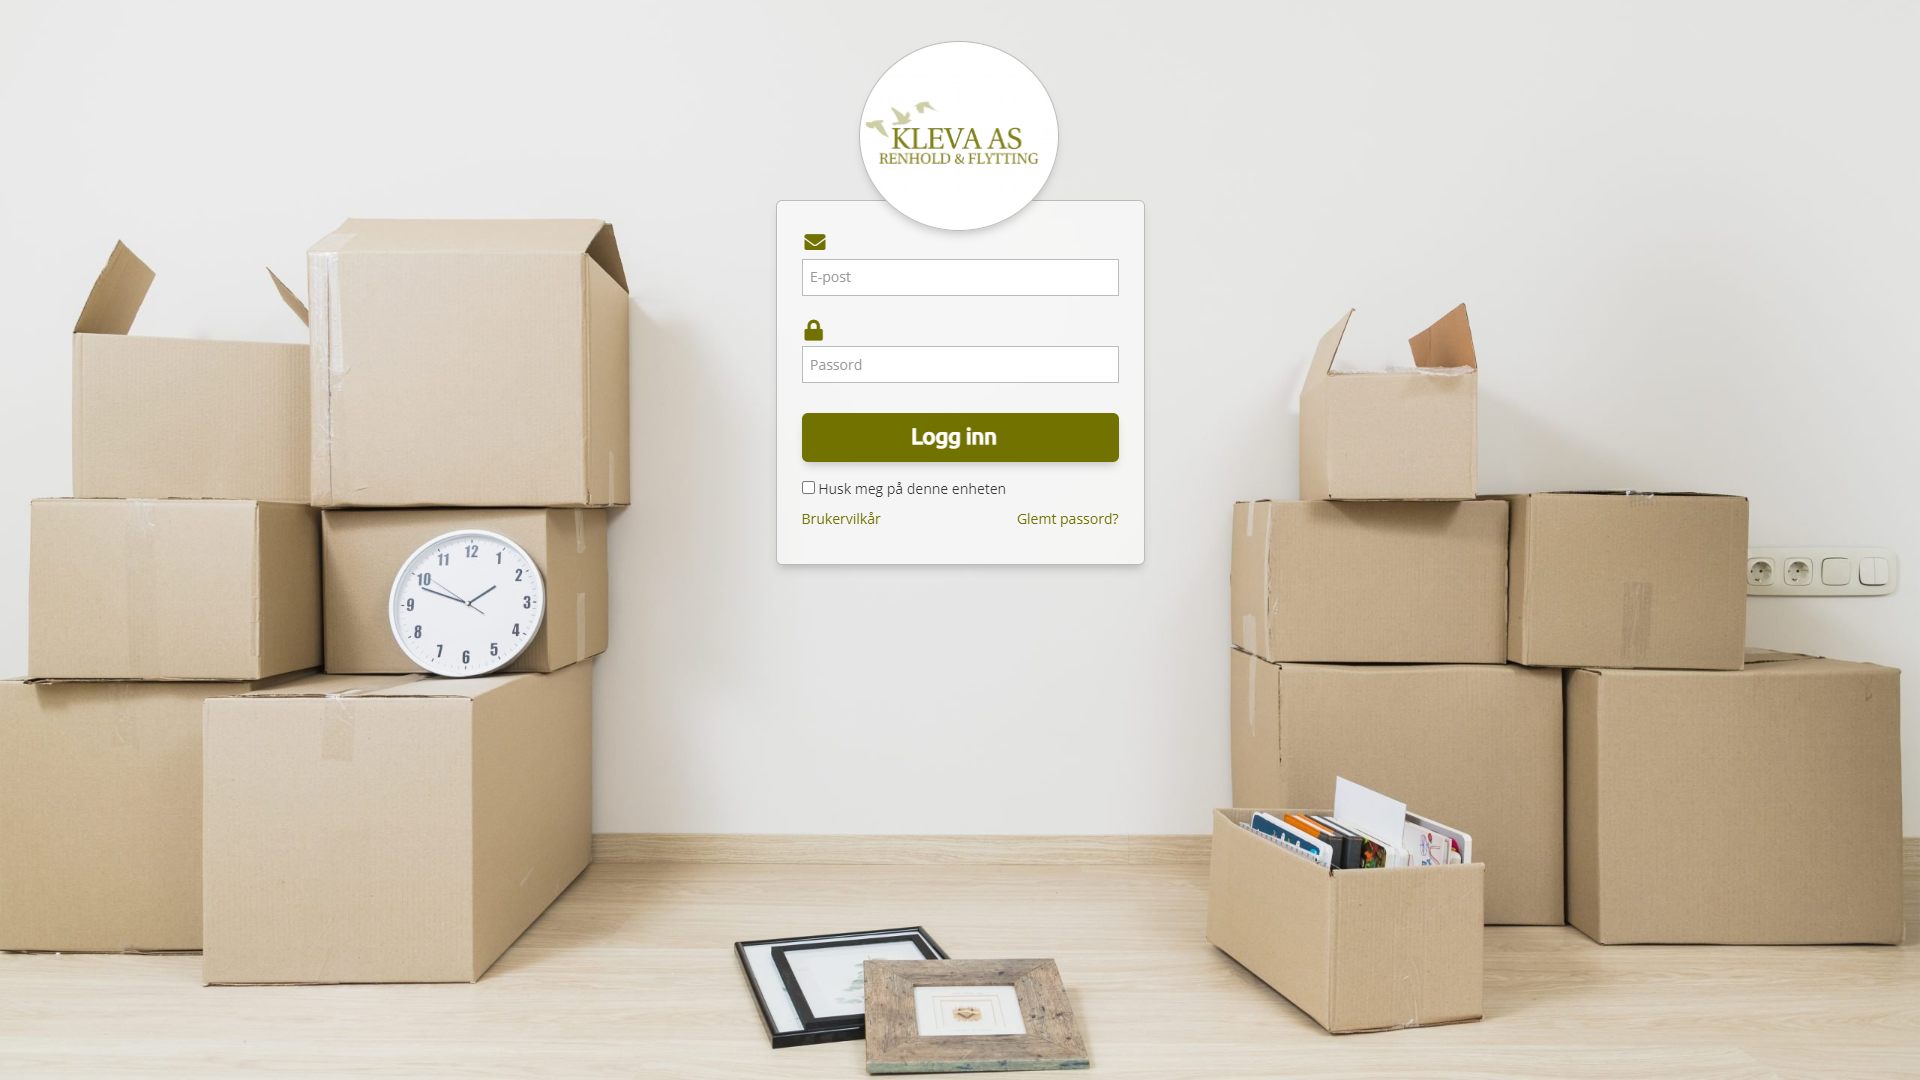 KLEVA AS
RENHOLD & FLYTTING
E-post
Passord
Logg inn
Husk meg på denne enheten
Brukervilkår
Glemt passord?
12
1
2
3
4
5
6
7
8
9
10
11